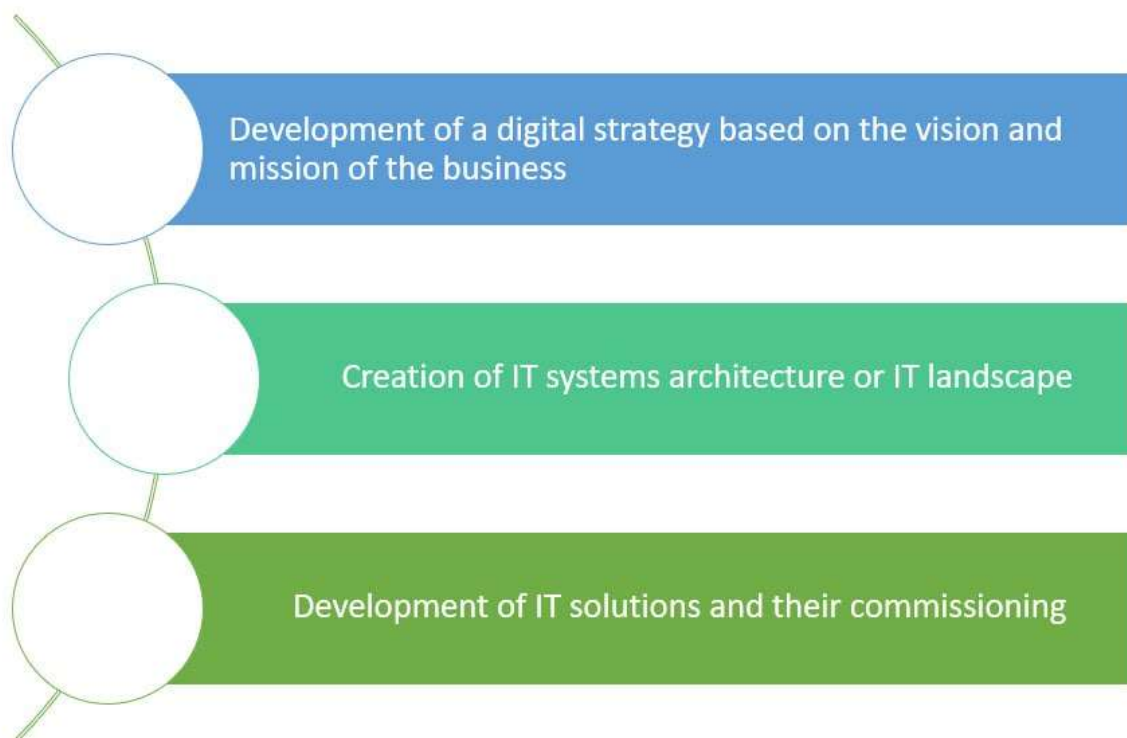 Development of a digital strategy based on the vision and
mission of the business
Creation of IT systems architecture or IT landscape
Development of IT solutions and their commissioning